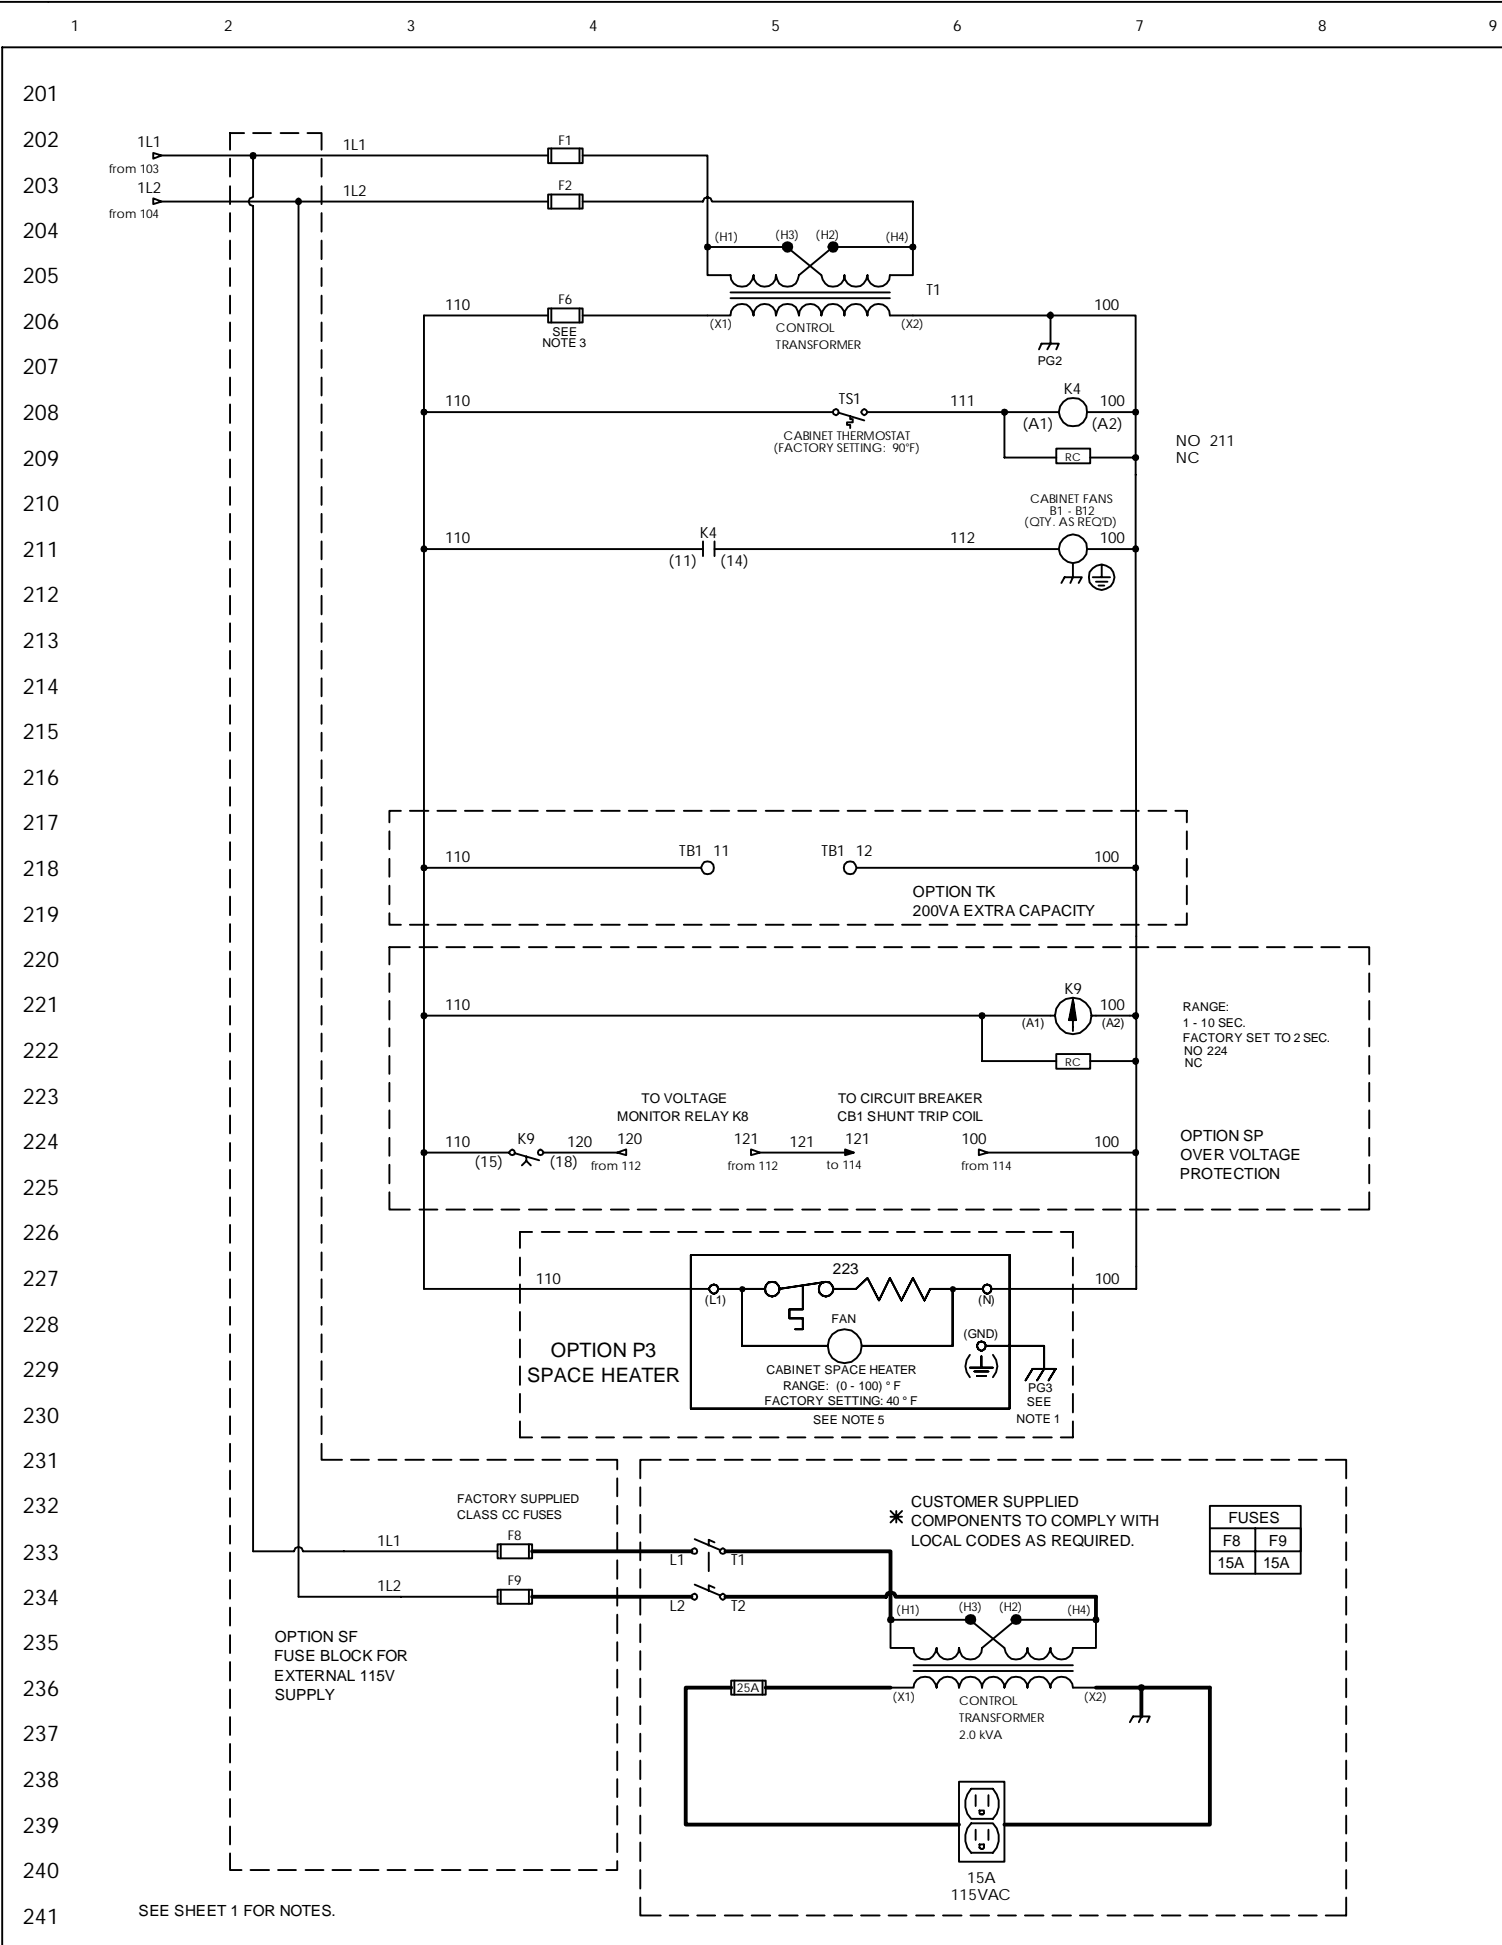 1 2 3 4 5 6 7 8 9
201
202 1L1 1L1 F1
from 103
203 1L2 1L2 F2
from 104
204 (H1) (H3) (H2) (H4)
205 T1
206 110 F6 (X1) (X2) 100
SEE
NOTE 3
CONTROL
TRANSFORMER
PG2
207
208 110 TS1 111 K4 100
(A1) (A2)
CABINET THERMOSTAT
(FACTORY SETTING: 90°F)
NO 211
NC
209 RC
210 CABINET FANS
B1 - B12
(QTY. AS REQ'D)
211 110 K4 112 100
(11) (14)
212
213
214
215
216
217
218 110 TB1 11 TB1 12 100
OPTION TK
219 200VA EXTRA CAPACITY
220
221 110 K9 100
(A1) (A2)
RANGE:
1 - 10 SEC.
FACTORY SET TO 2 SEC.
NO 224
NC
222 RC
223 TO VOLTAGE
MONITOR RELAY K8
TO CIRCUIT BREAKER
CB1 SHUNT TRIP COIL
224 110 K9 120 120 121 121 121 100 100
(15) (18) from 112 from 112 to 114 from 114
OPTION SP
OVER VOLTAGE
PROTECTION
225
226
227 110 223 100
(L1) (N)
228 FAN (GND)
OPTION P3
SPACE HEATER
229 CABINET SPACE HEATER
RANGE: (0 - 100) ° F
FACTORY SETTING: 40 ° F
PG3
SEE
NOTE 1
230 SEE NOTE 5
231
232 FACTORY SUPPLIED
CLASS CC FUSES
CUSTOMER SUPPLIED
COMPONENTS TO COMPLY WITH
LOCAL CODES AS REQUIRED.
FUSES
F8 F9
15A 15A
233 1L1 F8 L1 T1
234 1L2 F9 L2 T2
(H1) (H3) (H2) (H4)
235 OPTION SF
FUSE BLOCK FOR
EXTERNAL 115V
SUPPLY
236 25A (X1) (X2)
CONTROL
TRANSFORMER
2.0 kVA
237
238
239
240 15A
115VAC
241 SEE SHEET 1 FOR NOTES.